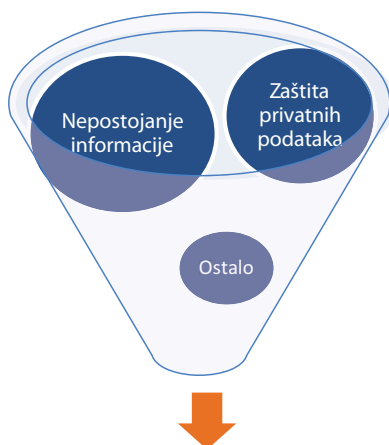 Nepostojanje
informacije
Zaštita
privatnih
podataka
Ostalo